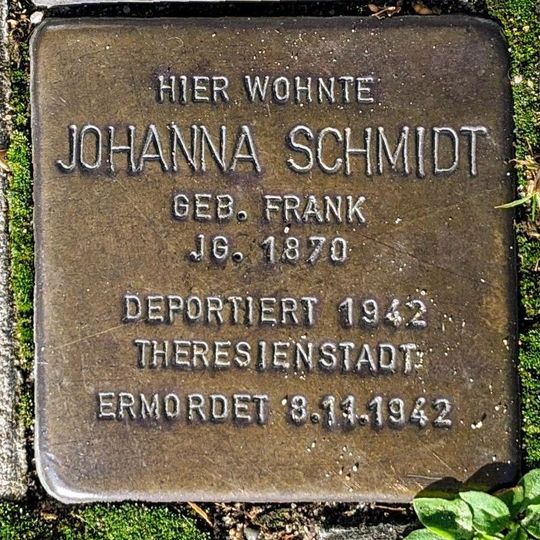 HIER WOHNTE
JOHANNA SCHMIDT
GEB. FRANK
JG. 1870
DEPORTIERT 1942
THERESIENSTADT
ERMORDET 8.11.1942